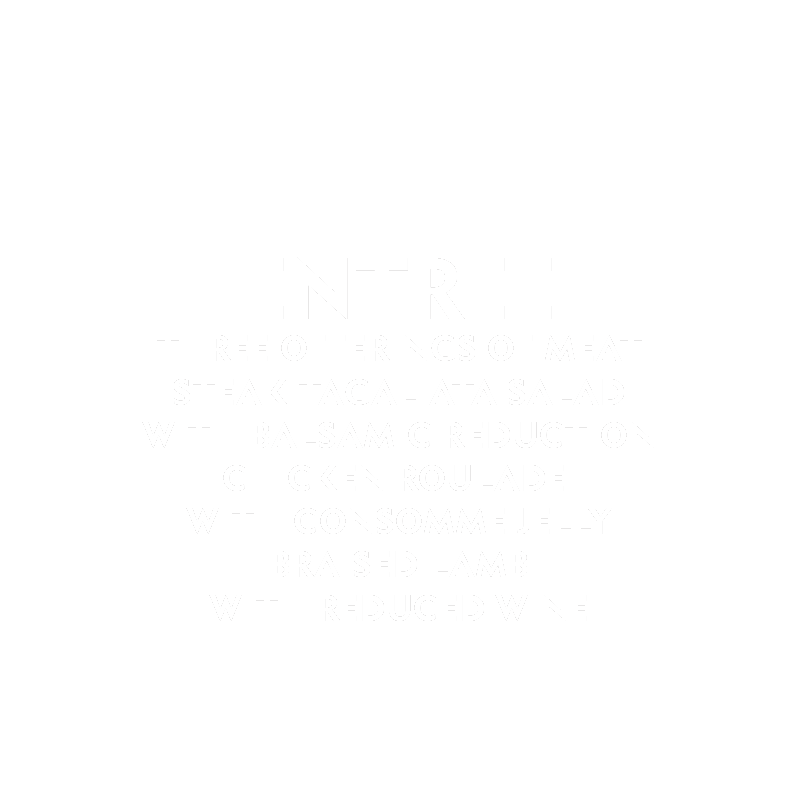 ENTREE
THREE OFFERINGS OF MEAT
STEAK TAGALIATA SALAD
WITH BALSAMIC REDUCTION
CHICKEN ROULADE
WITH CONSOMME JELLY
BRAISED LAMB
WITH REDUCED WINE